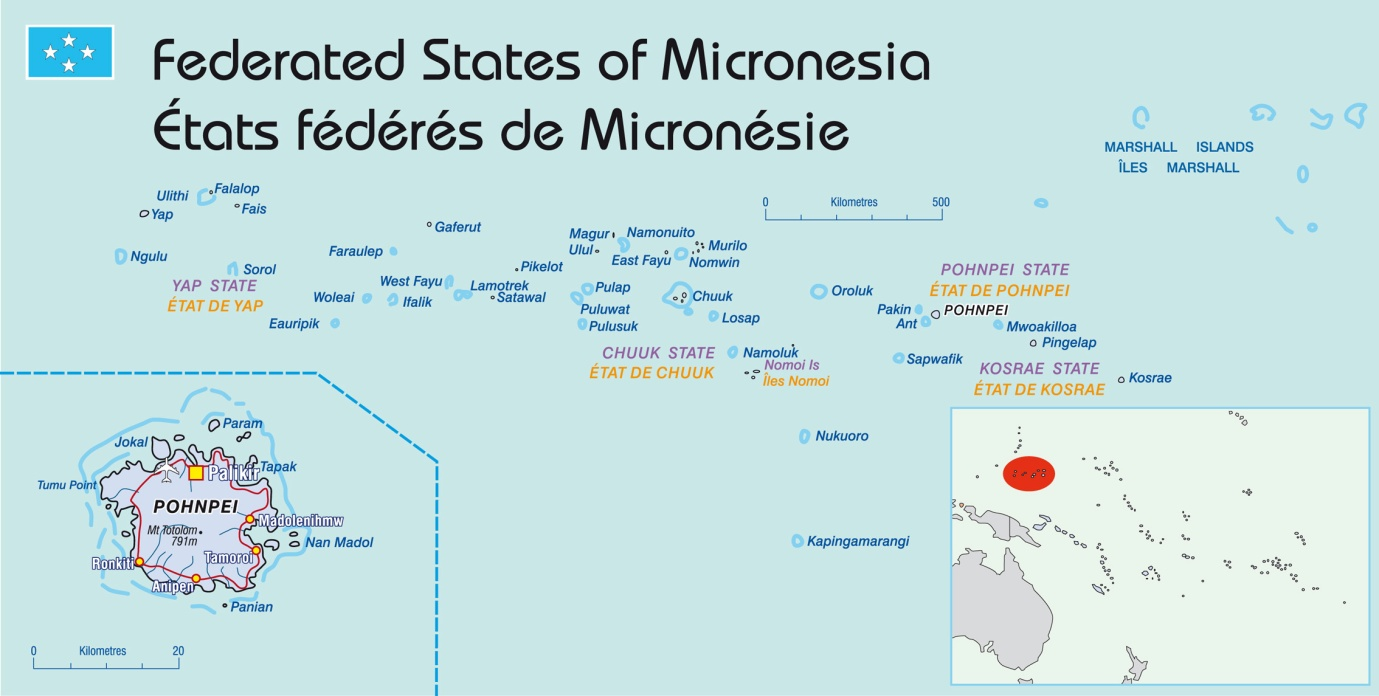 Federated States of Micronesia
États fédérés de Micronésie
MARSHALL ISLANDS
ÎLES MARSHALL
Ulithi
Falalop
Yap
Fais
0 Kilometres 500
Gaferut
Magur
Namonuito
Ulul
Murilo
Faraulep
East Fayu
Nomwin
Ngulu
Sorol
Pikelot
YAP STATE
ÉTAT DE YAP
West Fayu
Lamotrek
Woleai
Ifalik
Satawal
Pulap
Chuuk
Oroluk
POHNPEI STATE
ÉTAT DE POHNPEI
Puluwat
Pulusuk
Losap
Pakin
POHNPEI
Ant
Eauripik
Mwoakilloa
Pingelap
CHUUK STATE
ÉTAT DE CHUUK
Namoluk
Nomoi Is
Îles Nomoi
Sapwafik
KOSRAE STATE
ÉTAT DE KOSRAE
Kosrae
Nukuoro
Kapingamarangi
Param
Jokal
Tapak
Palikir
Tumu Point
POHNPEI
Madolenihmw
Mt Totolom
791m
Nan Madol
Tamoroi
Ronkiti
Anipen
Panian
0 Kilometres 20